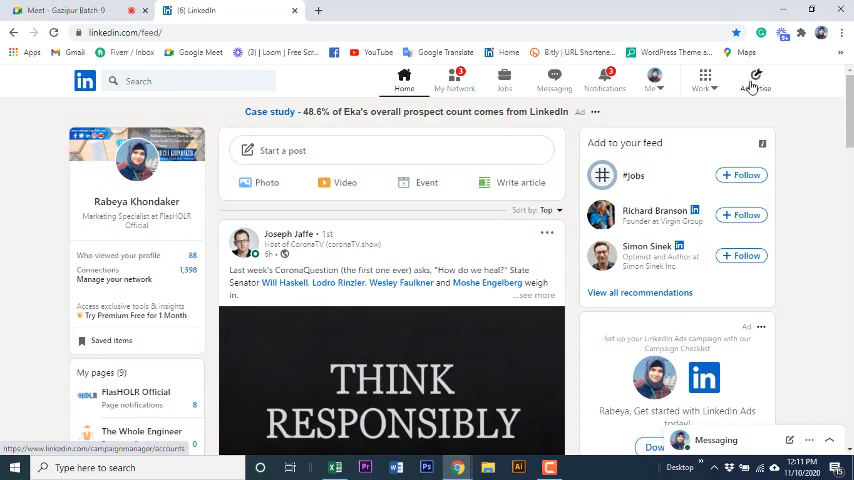 Meet - Gazipur Batch-9
(6) LinkedIn
linkedin.com/feed/
Apps
Gmail
Fiverr / Inbox
Google Meet
(:) | Loom | Free Scr...
YouTube
Google Translate
Home
Bitly | URL Shortene...
WordPress Theme a...
Maps
Search
Home
3
My Network
Jobs
Messaging
3
Notifications
Me
Work
Advertise
Case study - 48.6% of Eka's overall prospect count comes from LinkedIn Ad
Rabeya Khondaker
Marketing Specialist at FlasHOLR
Official
Who viewed your profile 88
Connections 1,398
Manage your network
Access exclusive tools & insights
Try Premium Free for 1 Month
Saved items
My pages (9)
FlasHOLR Official
Page notifications 8
The Whole Engineer
0
https://www.linkedin.com/campaignmanager/accounts
Start a post
Photo
Video
Event
Write article
Sort by: Top
Joseph Jaffe • 1st
Host of CoronaTV (coronaTV.show)
6h •
Last week's CoronaQuestion (the first one ever) asks, "How do we heal?" State
Senator Will Haskell, Lodro Rinzler, Wesley Faulkner and Moshe Engelberg weigh
in. ...see more
THINK
RESPONSIBLY
Add to your feed
#jobs
+ Follow
Richard Branson
Founder at Virgin Group
+ Follow
Simon Sinek
Optimist and Author at
Simon Sinek Inc.
+ Follow
View all recommendations
Ad
Set up your LinkedIn Ads campaign with our
Campaign Checklist
Rabeya, Get started with LinkedIn Ads
today!
Messaging
Type here to search
Desktop
12:11 PM
11/10/2020